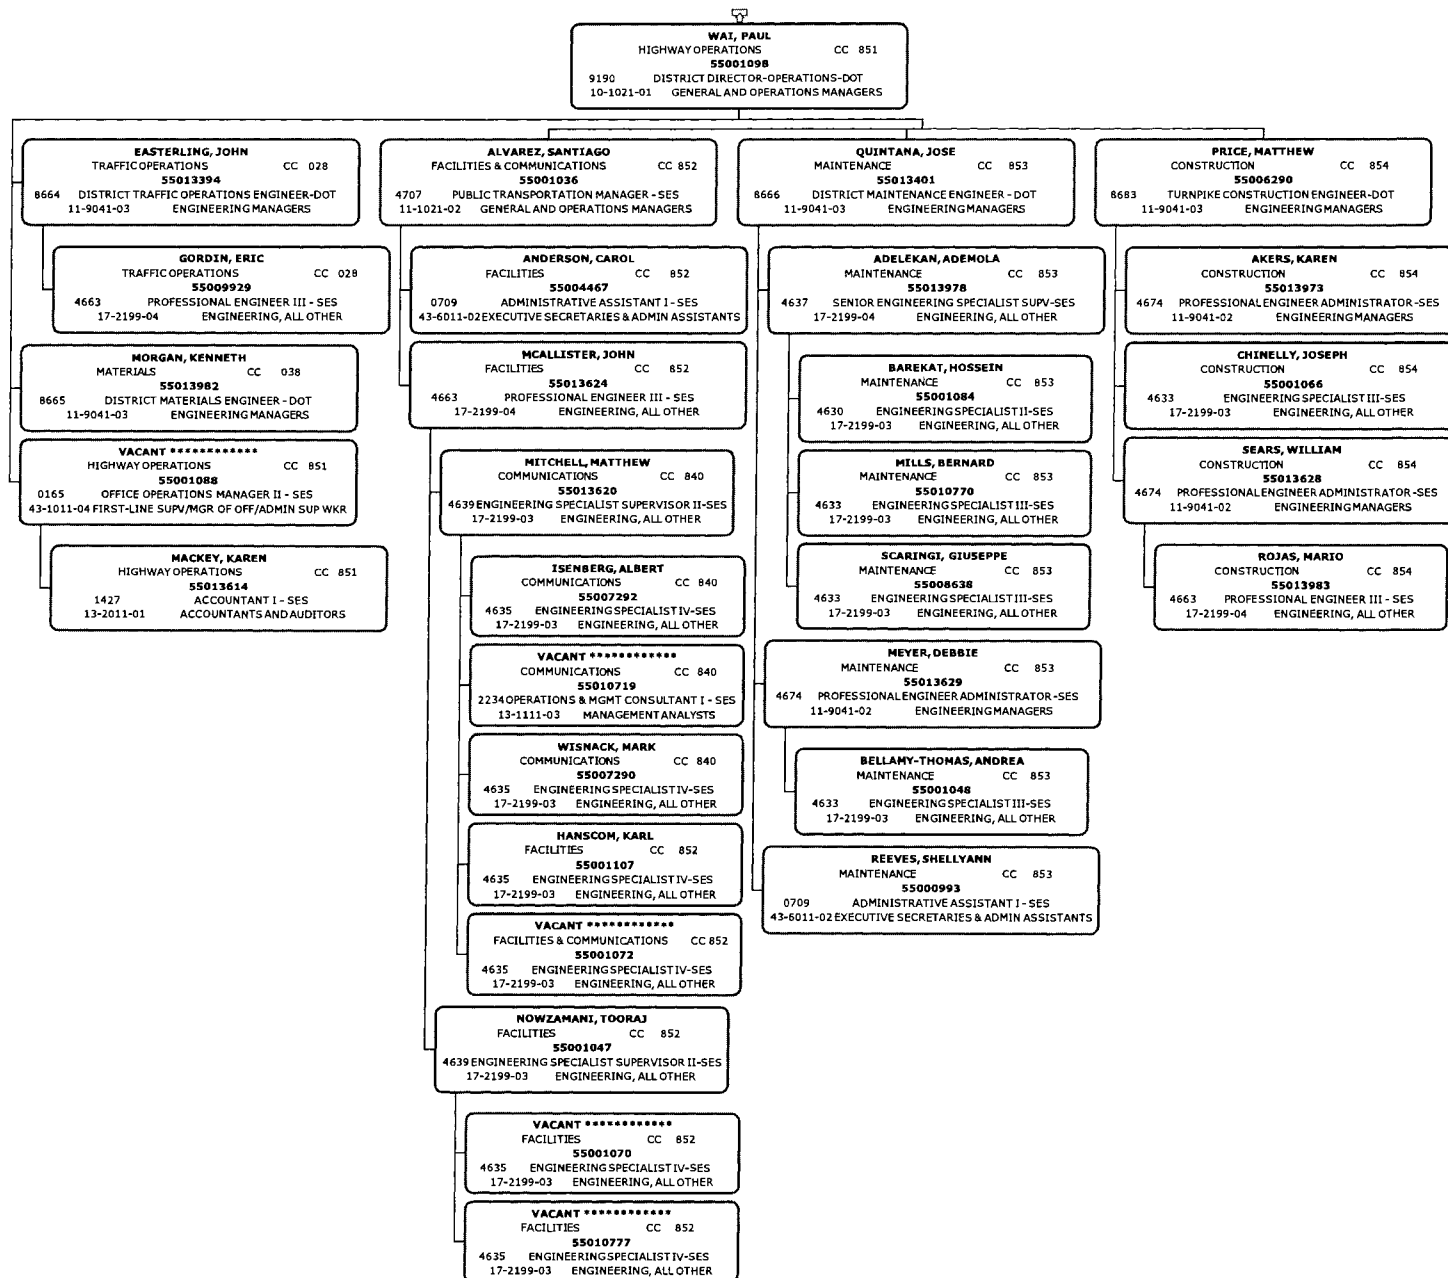 WAI, PAUL
HIGHWAY OPERATIONS CC 851
55001098
9190 DISTRICT DIRECTOR-OPERATIONS-DOT
10-1021-01 GENERAL AND OPERATIONS MANAGERS
EASTERLING, JOHN
TRAFFIC OPERATIONS CC 028
55013394
8664 DISTRICT TRAFFIC OPERATIONS ENGINEER-DOT
11-9041-03 ENGINEERING MANAGERS
GORDIN, ERIC
TRAFFIC OPERATIONS CC 028
55009929
4663 PROFESSIONAL ENGINEER III - SES
17-2199-04 ENGINEERING, ALL OTHER
MORGAN, KENNETH
MATERIALS CC 038
55013982
8665 DISTRICT MATERIALS ENGINEER - DOT
11-9041-03 ENGINEERING MANAGERS
VACANT ************
HIGHWAY OPERATIONS CC 851
55001088
0165 OFFICE OPERATIONS MANAGER II - SES
43-1011-04 FIRST-LINE SUPV/MGR OF OFF/ADMIN SUP WKR
MACKEY, KAREN
HIGHWAY OPERATIONS CC 851
55013614
1427 ACCOUNTANT I - SES
13-2011-01 ACCOUNTANTS AND AUDITORS
ALVAREZ, SANTIAGO
FACILITIES & COMMUNICATIONS CC 852
55001036
4707 PUBLIC TRANSPORTATION MANAGER - SES
11-1021-02 GENERAL AND OPERATIONS MANAGERS
ANDERSON, CAROL
FACILITIES CC 852
55004467
0709 ADMINISTRATIVE ASSISTANT I - SES
43-6011-02 EXECUTIVE SECRETARIES & ADMIN ASSISTANTS
MCALLISTER, JOHN
FACILITIES CC 852
55013624
4663 PROFESSIONAL ENGINEER III - SES
17-2199-04 ENGINEERING, ALL OTHER
MITCHELL, MATTHEW
COMMUNICATIONS CC 840
55013620
4639 ENGINEERING SPECIALIST SUPERVISOR II-SES
17-2199-03 ENGINEERING, ALL OTHER
ISENBERG, ALBERT
COMMUNICATIONS CC 840
55007292
4635 ENGINEERING SPECIALIST IV-SES
17-2199-03 ENGINEERING, ALL OTHER
VACANT ************
COMMUNICATIONS CC 840
55010719
2234 OPERATIONS & MGMT CONSULTANT I - SES
13-1111-03 MANAGEMENT ANALYSTS
WISNACK, MARK
COMMUNICATIONS CC 840
55007290
4635 ENGINEERING SPECIALIST IV-SES
17-2199-03 ENGINEERING, ALL OTHER
HANSCOM, KARL
FACILITIES CC 852
55001107
4635 ENGINEERING SPECIALIST IV-SES
17-2199-03 ENGINEERING, ALL OTHER
VACANT ************
FACILITIES & COMMUNICATIONS CC 852
55001072
4635 ENGINEERING SPECIALIST IV-SES
17-2199-03 ENGINEERING, ALL OTHER
NOWZAMANI, TOORAJ
FACILITIES CC 852
55001047
4639 ENGINEERING SPECIALIST SUPERVISOR II-SES
17-2199-03 ENGINEERING, ALL OTHER
VACANT ************
FACILITIES CC 852
55001070
4635 ENGINEERING SPECIALIST IV-SES
17-2199-03 ENGINEERING, ALL OTHER
VACANT ************
FACILITIES CC 852
55010777
4635 ENGINEERING SPECIALIST IV-SES
17-2199-03 ENGINEERING, ALL OTHER
QUINTANA, JOSE
MAINTENANCE CC 853
55013401
8666 DISTRICT MAINTENANCE ENGINEER - DOT
11-9041-03 ENGINEERING MANAGERS
ADELEKAN, ADEMOLA
MAINTENANCE CC 853
55013978
4637 SENIOR ENGINEERING SPECIALIST SUPV-SES
17-2199-04 ENGINEERING, ALL OTHER
BAREKAT, HOSSEIN
MAINTENANCE CC 853
55001084
4630 ENGINEERING SPECIALIST II-SES
17-2199-03 ENGINEERING, ALL OTHER
MILLS, BERNARD
MAINTENANCE CC 853
55010770
4633 ENGINEERING SPECIALIST III-SES
17-2199-03 ENGINEERING, ALL OTHER
SCARINGI, GIUSEPPE
MAINTENANCE CC 853
55008638
4633 ENGINEERING SPECIALIST III-SES
17-2199-03 ENGINEERING, ALL OTHER
MEYER, DEBBIE
MAINTENANCE CC 853
55013629
4674 PROFESSIONAL ENGINEER ADMINISTRATOR -SES
11-9041-02 ENGINEERING MANAGERS
BELLAMY-THOMAS, ANDREA
MAINTENANCE CC 853
55001048
4633 ENGINEERING SPECIALIST III-SES
17-2199-03 ENGINEERING, ALL OTHER
REEVES, SHELLYANN
MAINTENANCE CC 853
55000993
0709 ADMINISTRATIVE ASSISTANT I - SES
43-6011-02 EXECUTIVE SECRETARIES & ADMIN ASSISTANTS
PRICE, MATTHEW
CONSTRUCTION CC 854
55006290
8683 TURNPIKE CONSTRUCTION ENGINEER-DOT
11-9041-03 ENGINEERING MANAGERS
AKERS, KAREN
CONSTRUCTION CC 854
55013973
4674 PROFESSIONAL ENGINEER ADMINISTRATOR -SES
11-9041-02 ENGINEERING MANAGERS
CHINELLY, JOSEPH
CONSTRUCTION CC 854
55001066
4633 ENGINEERING SPECIALIST III-SES
17-2199-03 ENGINEERING, ALL OTHER
SEARS, WILLIAM
CONSTRUCTION CC 854
55013628
4674 PROFESSIONAL ENGINEER ADMINISTRATOR -SES
11-9041-02 ENGINEERING MANAGERS
ROJAS, MARIO
CONSTRUCTION CC 854
55013983
4663 PROFESSIONAL ENGINEER III - SES
17-2199-04 ENGINEERING, ALL OTHER